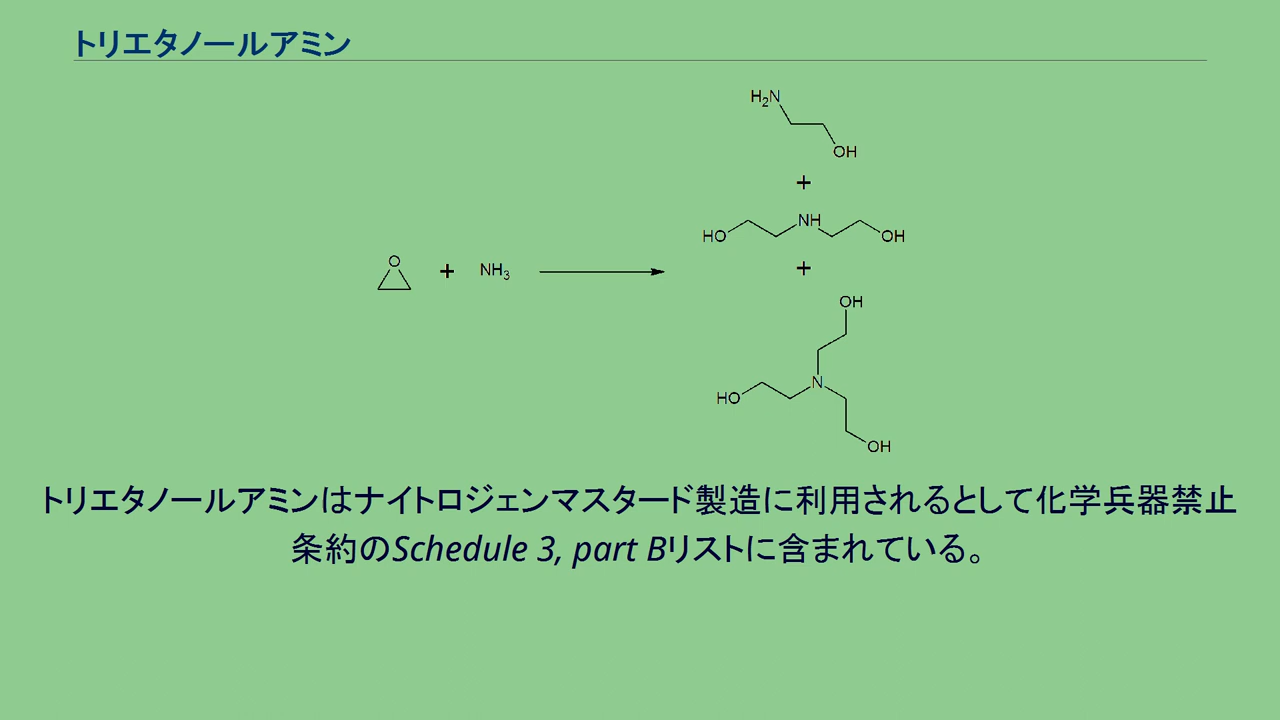 トリエタノールアミン
H₂N
OH
+
HO NH OH
O + NH₃ +
OH
N
HO
OH
トリエタノールアミンはナイトロジェンマスタード製造に利用されるとして化学兵器禁止
条約のSchedule 3, part Bリストに含まれている。